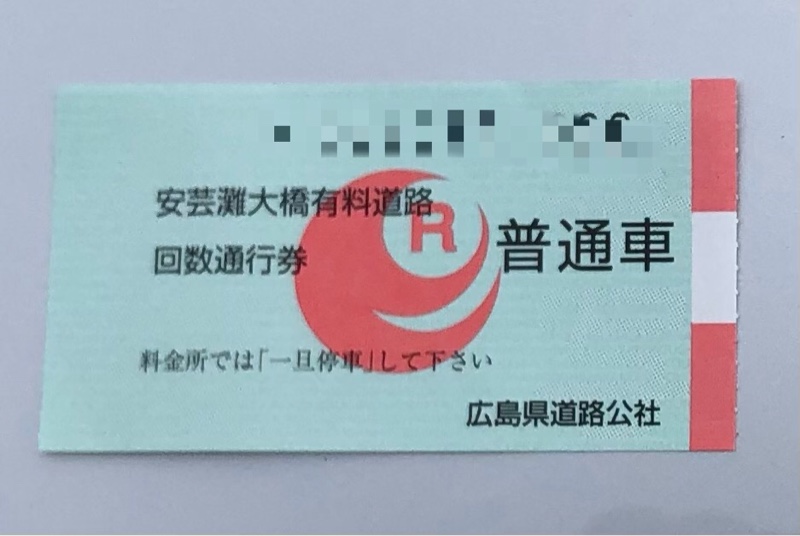 安芸灘大橋有料道路
回数通行券
R
普通車
料金所では「一旦停車」して下さい
広島県道路公社